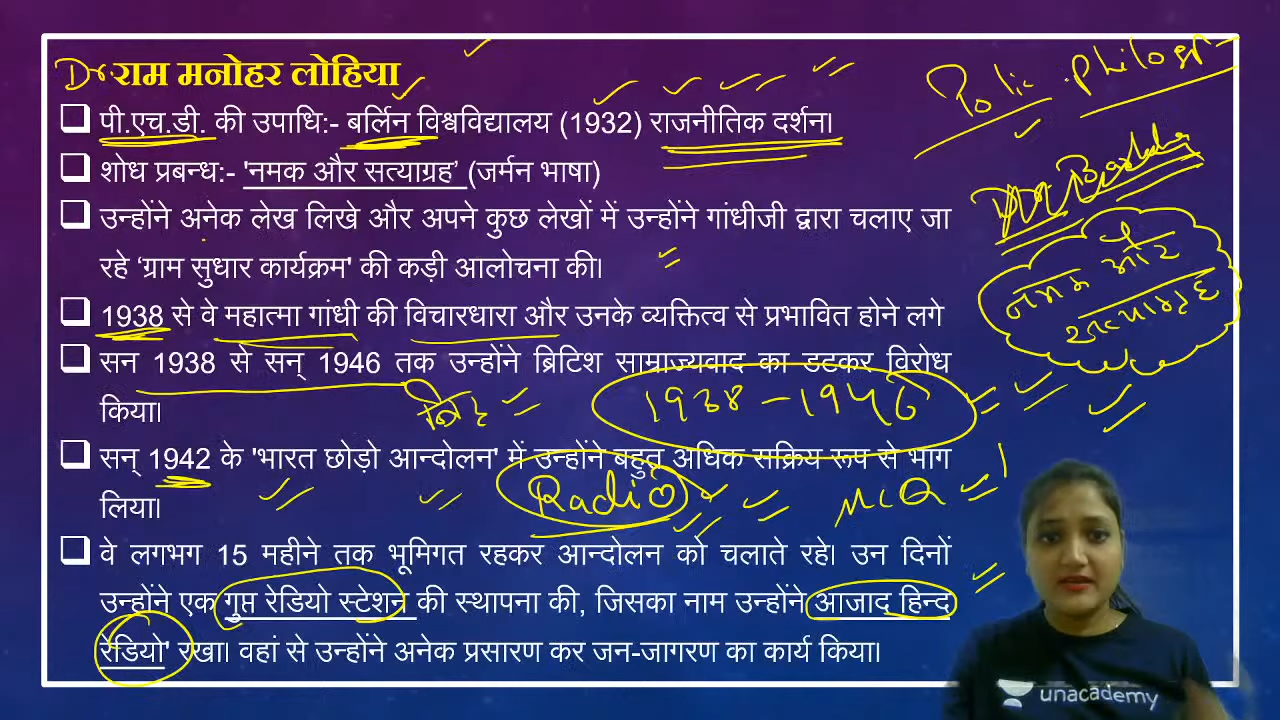 Dr. राम मनोहर लोहिया
पी.एच.डी. की उपाधि:- बर्लिन विश्वविद्यालय (1932) राजनीतिक दर्शन।
शोध प्रबन्ध:- 'नमक और सत्याग्रह' (जर्मन भाषा)
उन्होंने अनेक लेख लिखे और अपने कुछ लेखों में उन्होंने गांधीजी द्वारा चलाए जा
रहे ‘ग्राम सुधार कार्यक्रम' की कड़ी आलोचना की।
1938 से वे महात्मा गांधी की विचारधारा और उनके व्यक्तित्व से प्रभावित होने लगे
सन 1938 से सन् 1946 तक उन्होंने ब्रिटिश साम्राज्यवाद का डटकर विरोध
किया।
सन् 1942 के 'भारत छोड़ो आन्दोलन' में उन्होंने बहुत अधिक सक्रिय रूप से भाग
लिया।
वे लगभग 15 महीने तक भूमिगत रहकर आन्दोलन को चलाते रहे। उन दिनों
उन्होंने एक गुप्त रेडियो स्टेशन की स्थापना की, जिसका नाम उन्होंने आजाद हिन्द
रेडियो' रखा। वहां से उन्होंने अनेक प्रसारण कर जन-जागरण का कार्य किया।
नमक और
सत्याग्रह
1938 - 1946
Radio
MCQ
unacademy